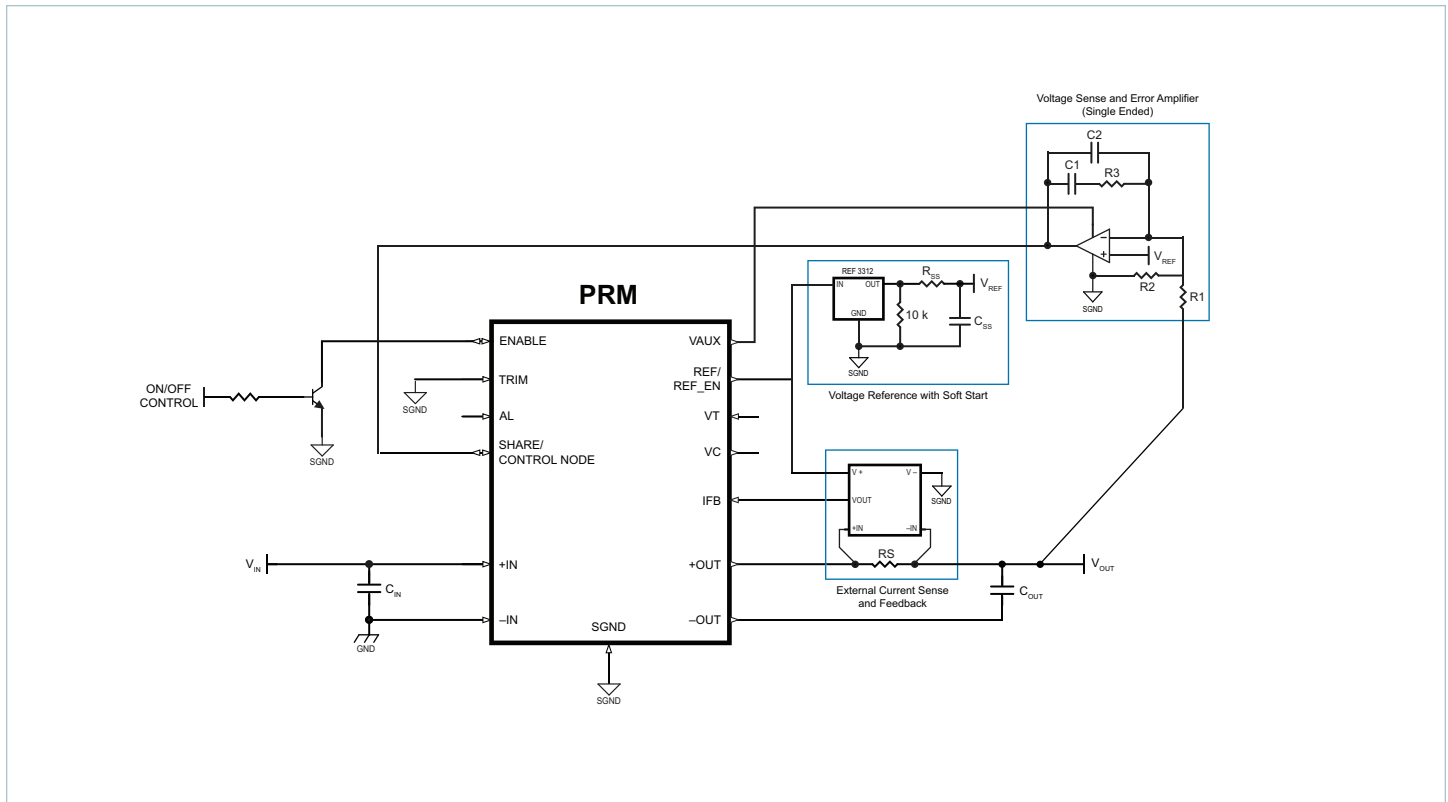 Voltage Sense and Error Amplifier
(Single Ended)
C2
C1
R3
–
+
VREF
R2
SGND
R1
REF 3312
IN
OUT
GND
RSS
VREF
10 k
CSS
SGND
Voltage Reference with Soft Start
PRM
ENABLE
TRIM
AL
SHARE/
CONTROL NODE
+IN
–IN
SGND
VAUX
REF/
REF_EN
VT
VC
IFB
+OUT
–OUT
ON/OFF
CONTROL
SGND
SGND
VIN
CIN
GND
SGND
V +
V –
VOUT
+IN
–IN
SGND
RS
External Current Sense
and Feedback
COUT
VOUT